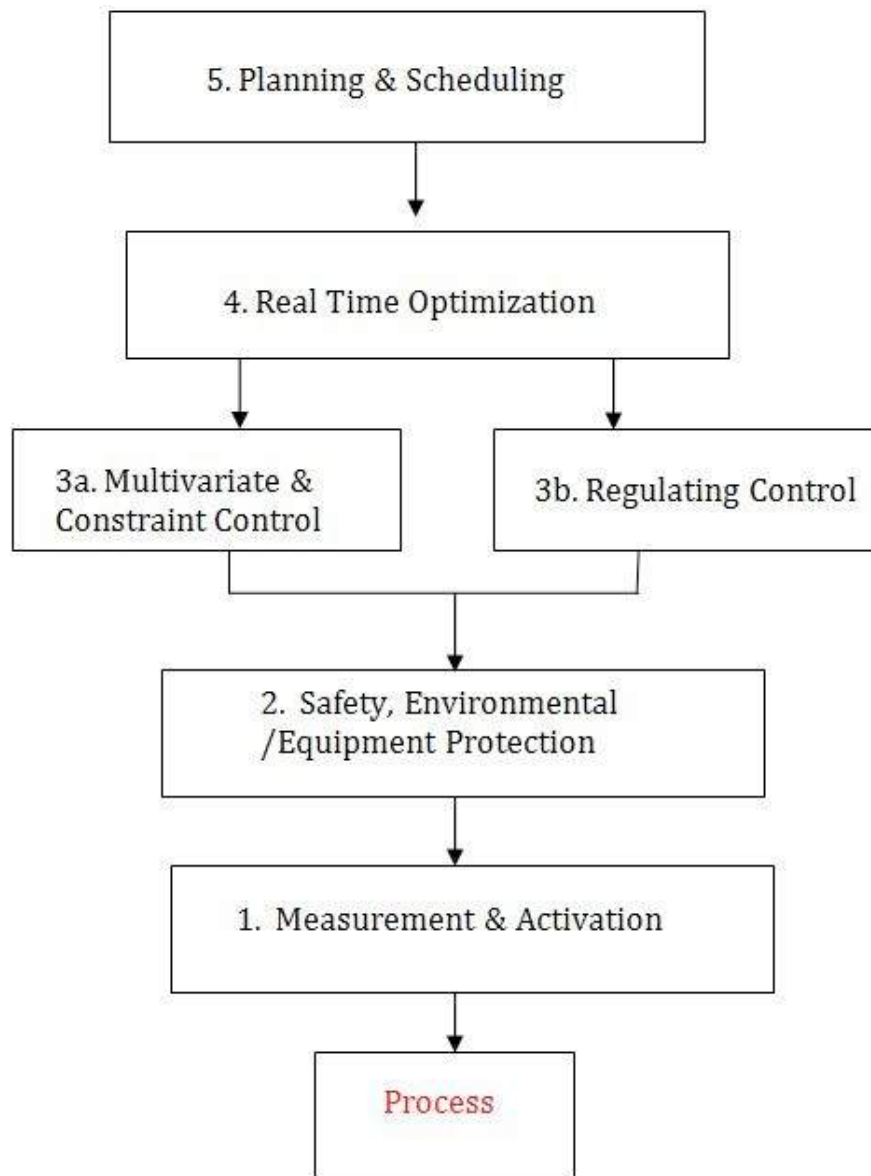 5. Planning & Scheduling
4. Real Time Optimization
3a. Multivariate &
Constraint Control
3b. Regulating Control
2. Safety, Environmental
/Equipment Protection
1. Measurement & Activation
Process